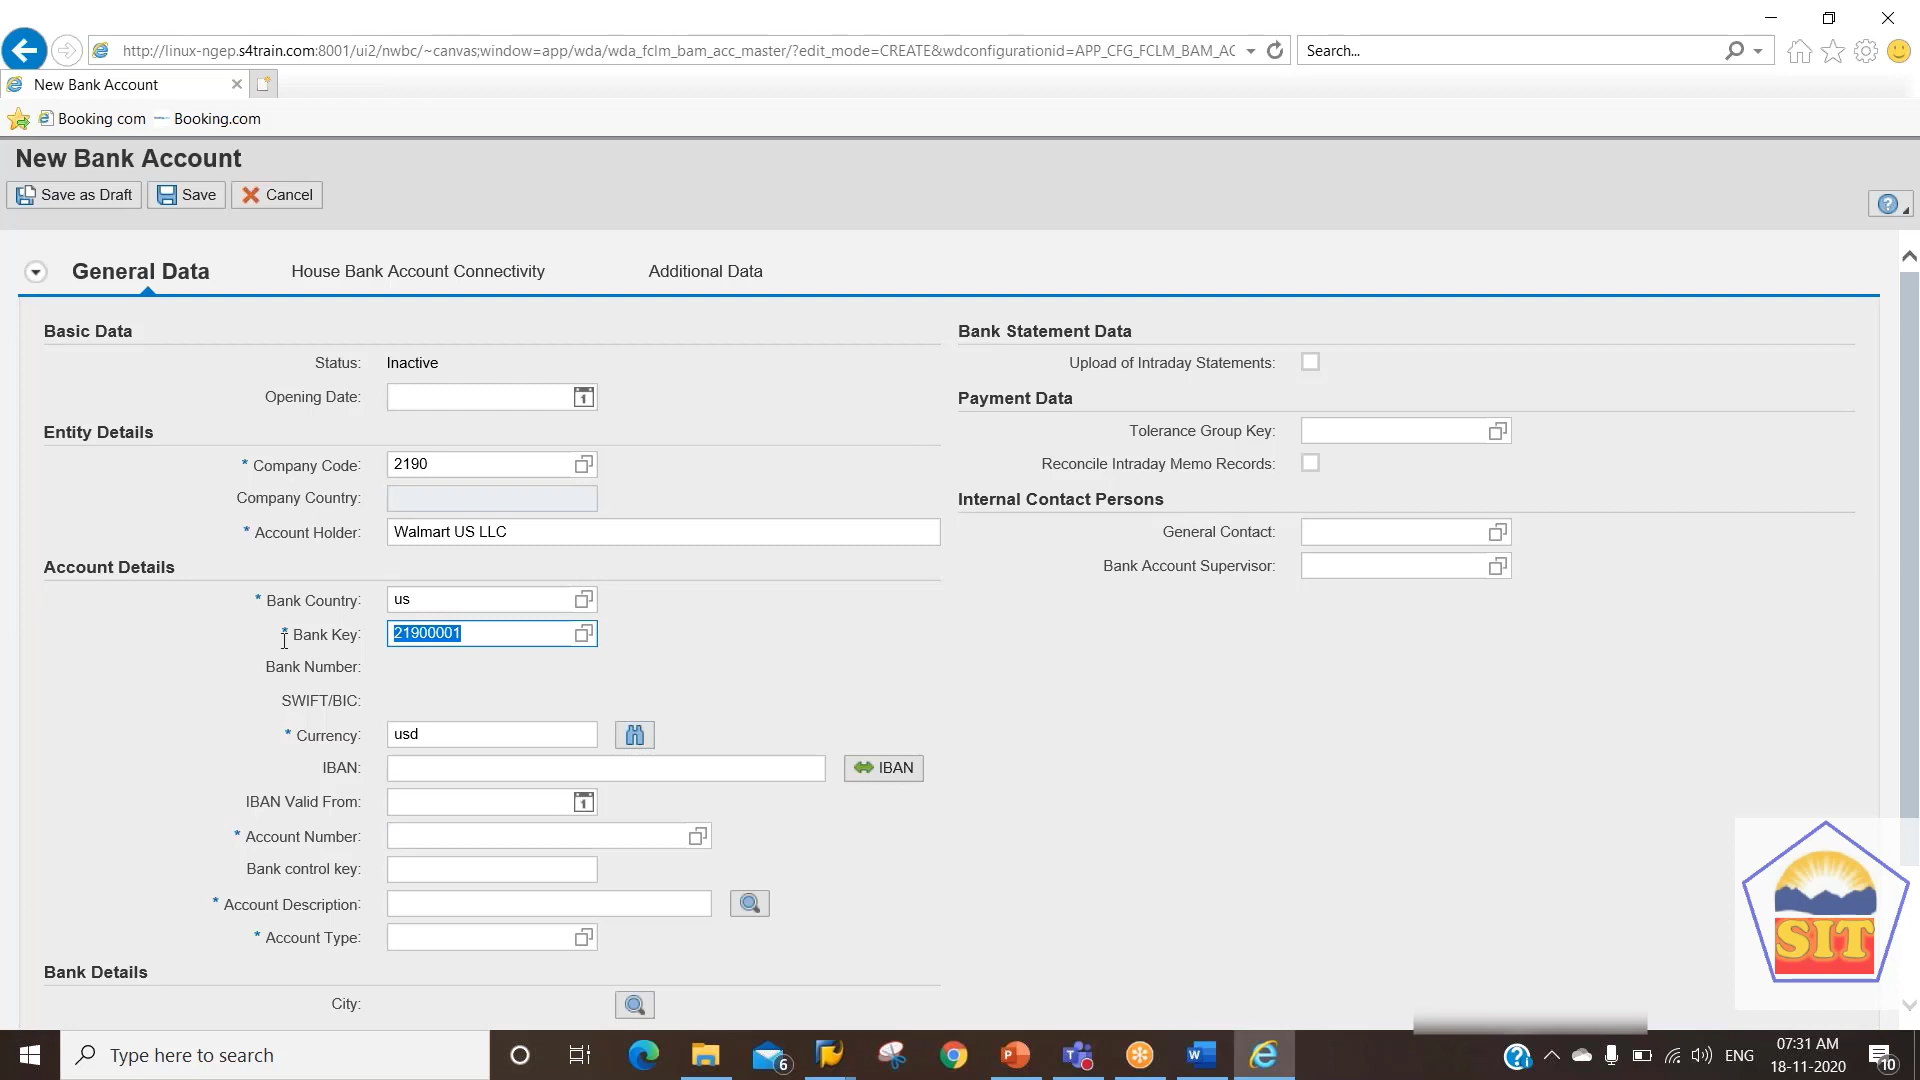 http://linux-ngep.s4train.com:8001/ui2/nwbc/~canvas;window=app/wda/wda_fclm_bam_acc_master/?edit_mode=CREATE&wdconfigurationid=APP_CFG_FCLM_BAM_AC
Search...
New Bank Account
Booking com
Booking.com
New Bank Account
Save as Draft
Save
Cancel
General Data
House Bank Account Connectivity
Additional Data
Basic Data
Status: Inactive
Opening Date:
Entity Details
* Company Code: 2190
Company Country:
* Account Holder: Walmart US LLC
Account Details
* Bank Country: us
* Bank Key: 21900001
Bank Number:
SWIFT/BIC:
* Currency: usd
IBAN:
IBAN
IBAN Valid From:
* Account Number:
Bank control key:
* Account Description:
* Account Type:
Bank Details
City:
Bank Statement Data
Upload of Intraday Statements:
Payment Data
Tolerance Group Key:
Reconcile Intraday Memo Records:
Internal Contact Persons
General Contact:
Bank Account Supervisor:
SIT
Type here to search
6
ENG
07:31 AM
18-11-2020
10